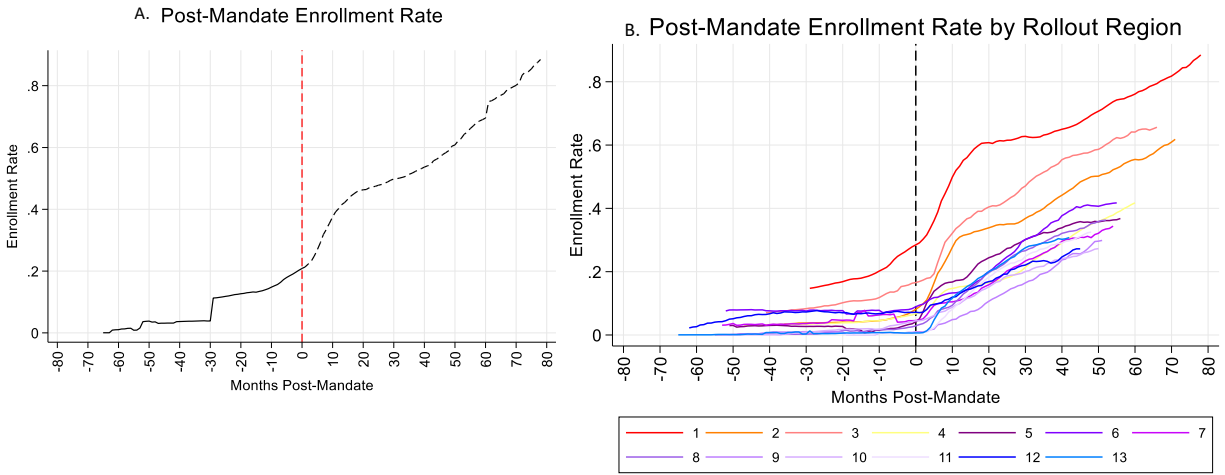 A. Post-Mandate Enrollment Rate
Enrollment Rate
.8
.6
.4
.2
0
-80 -70 -60 -50 -40 -30 -20 -10 0 10 20 30 40 50 60 70 80
Months Post-Mandate
B. Post-Mandate Enrollment Rate by Rollout Region
Enrollment Rate
.8
.6
.4
.2
0
-80 -70 -60 -50 -40 -30 -20 -10 0 10 20 30 40 50 60 70 80
Months Post-Mandate
1 2 3 4 5 6 7
8 9 10 11 12 13